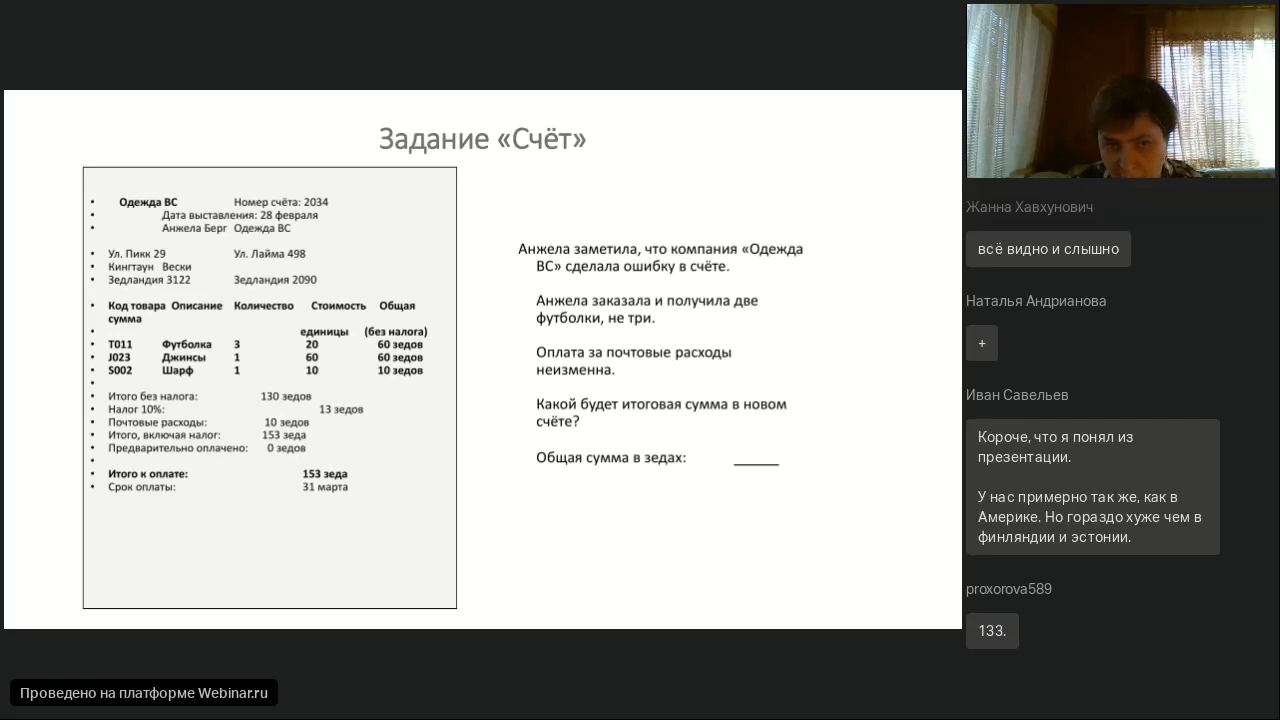 Задание «Счёт»
• Одежда ВС Номер счёта: 2034
• Дата выставления: 28 февраля
• Анжела Берг Одежда ВС
• Ул. Пикк 29 Ул. Лайма 498
• Кингтаун Вески
• Зедландия 3122 Зедландия 2090
• Код товара Описание Количество Стоимость Общая
сумма
• единицы (без налога)
• T011 Футболка 3 20 60 зедов
• J023 Джинсы 1 60 60 зедов
• S002 Шарф 1 10 10 зедов
•
• Итого без налога: 130 зедов
• Налог 10%: 13 зедов
• Почтовые расходы: 10 зедов
• Итого, включая налог: 153 зеда
• Предварительно оплачено: 0 зедов
•
• Итого к оплате: 153 зеда
• Срок оплаты: 31 марта
Анжела заметила, что компания «Одежда
ВС» сделала ошибку в счёте.
Анжела заказала и получила две
футболки, не три.
Оплата за почтовые расходы
неизменна.
Какой будет итоговая сумма в новом
счёте?
Общая сумма в зедах: ______
Жанна Хавхунович
всё видно и слышно
Наталья Андрианова
+
Иван Савельев
Короче, что я понял из
презентации.
У нас примерно так же, как в
Америке. Но гораздо хуже чем в
финляндии и эстонии.
proxorova589
133.
Проведено на платформе Webinar.ru